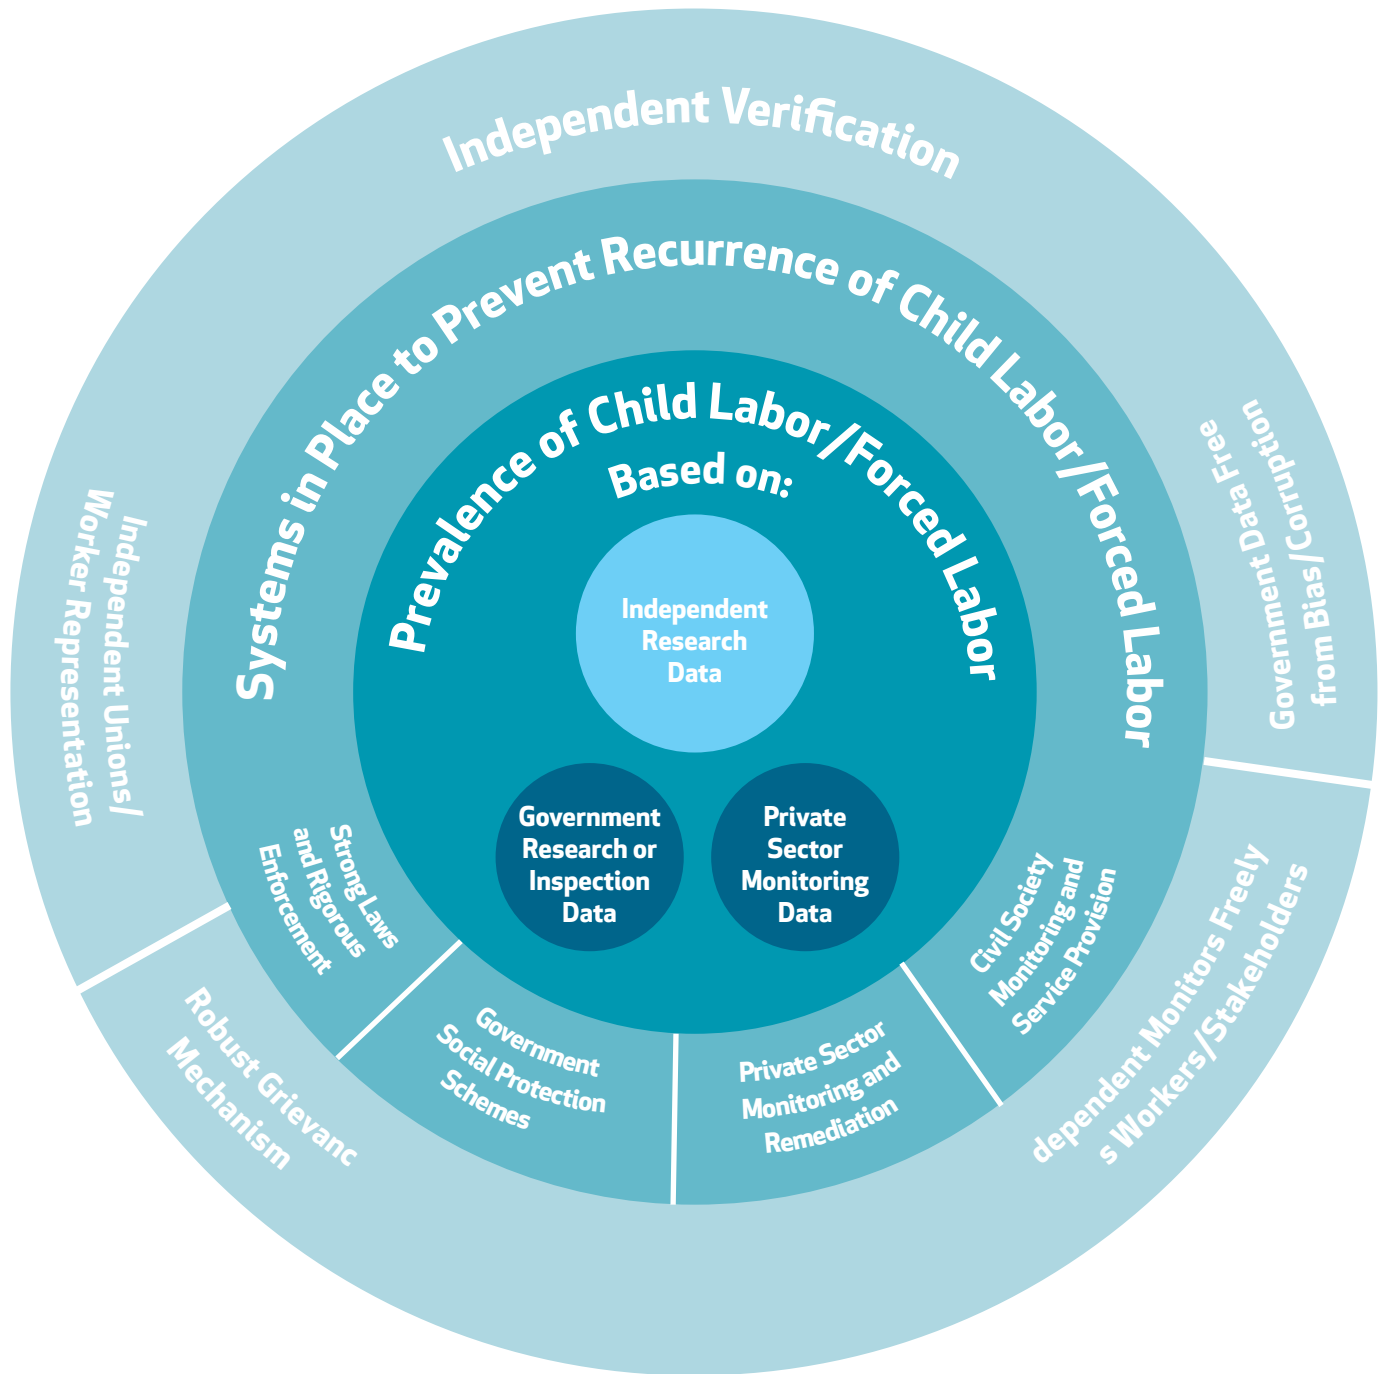 Independent Verification
Systems in Place to Prevent Recurrence of Child Labor/Forced Labor
Prevalence of Child Labor/Forced Labor
Based on:
Independent
Research
Data
Government
Research or
Inspection
Data
Private
Sector
Monitoring
Data
Strong Laws
and Rigorous
Enforcement
Government
Social Protection
Schemes
Private Sector
Monitoring and
Remediation
Civil Society
Monitoring and
Service Provision
Independent Unions/
Worker Representation
Robust Grievanc
Mechanism
dependent Monitors Freely
s Workers/Stakeholders
Government Data Free
from Bias/Corruption